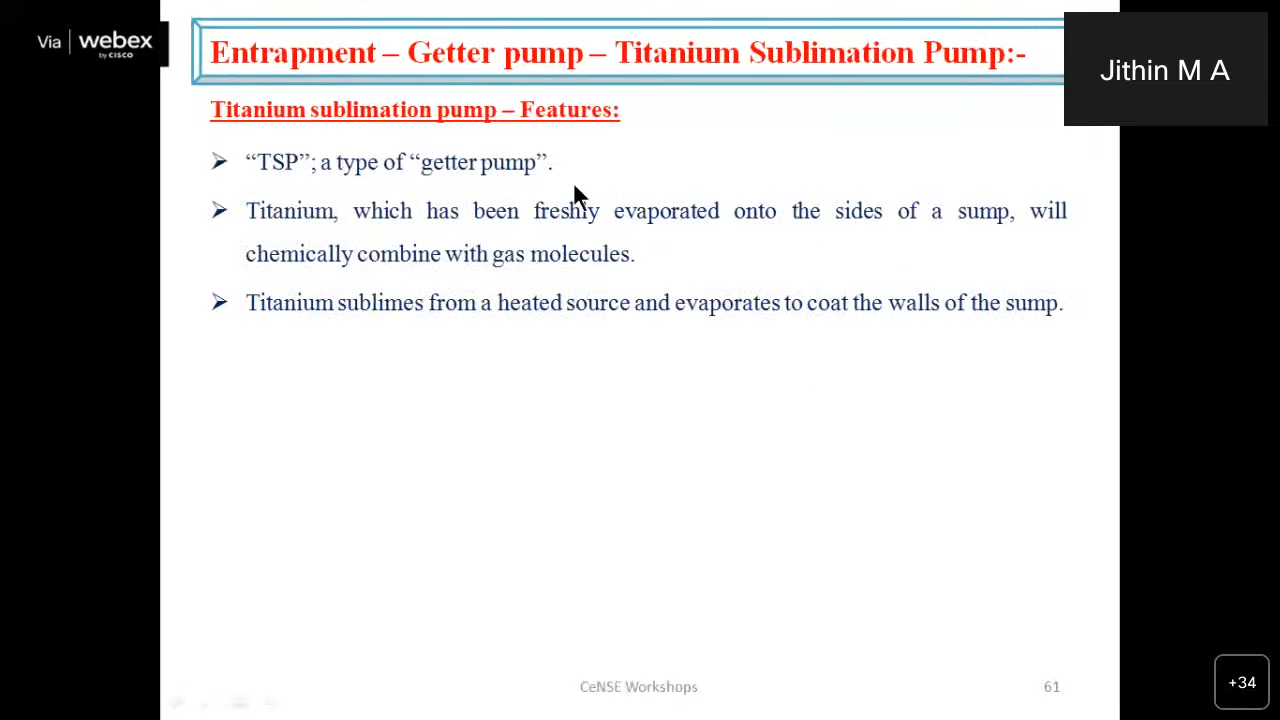 Via webex
by CISCO
Entrapment – Getter pump – Titanium Sublimation Pump:-
Jithin M A
Titanium sublimation pump – Features:
➢ “TSP”; a type of “getter pump”.
➢ Titanium, which has been freshly evaporated onto the sides of a sump, will
chemically combine with gas molecules.
➢ Titanium sublimes from a heated source and evaporates to coat the walls of the sump.
CeNSE Workshops
61
+34